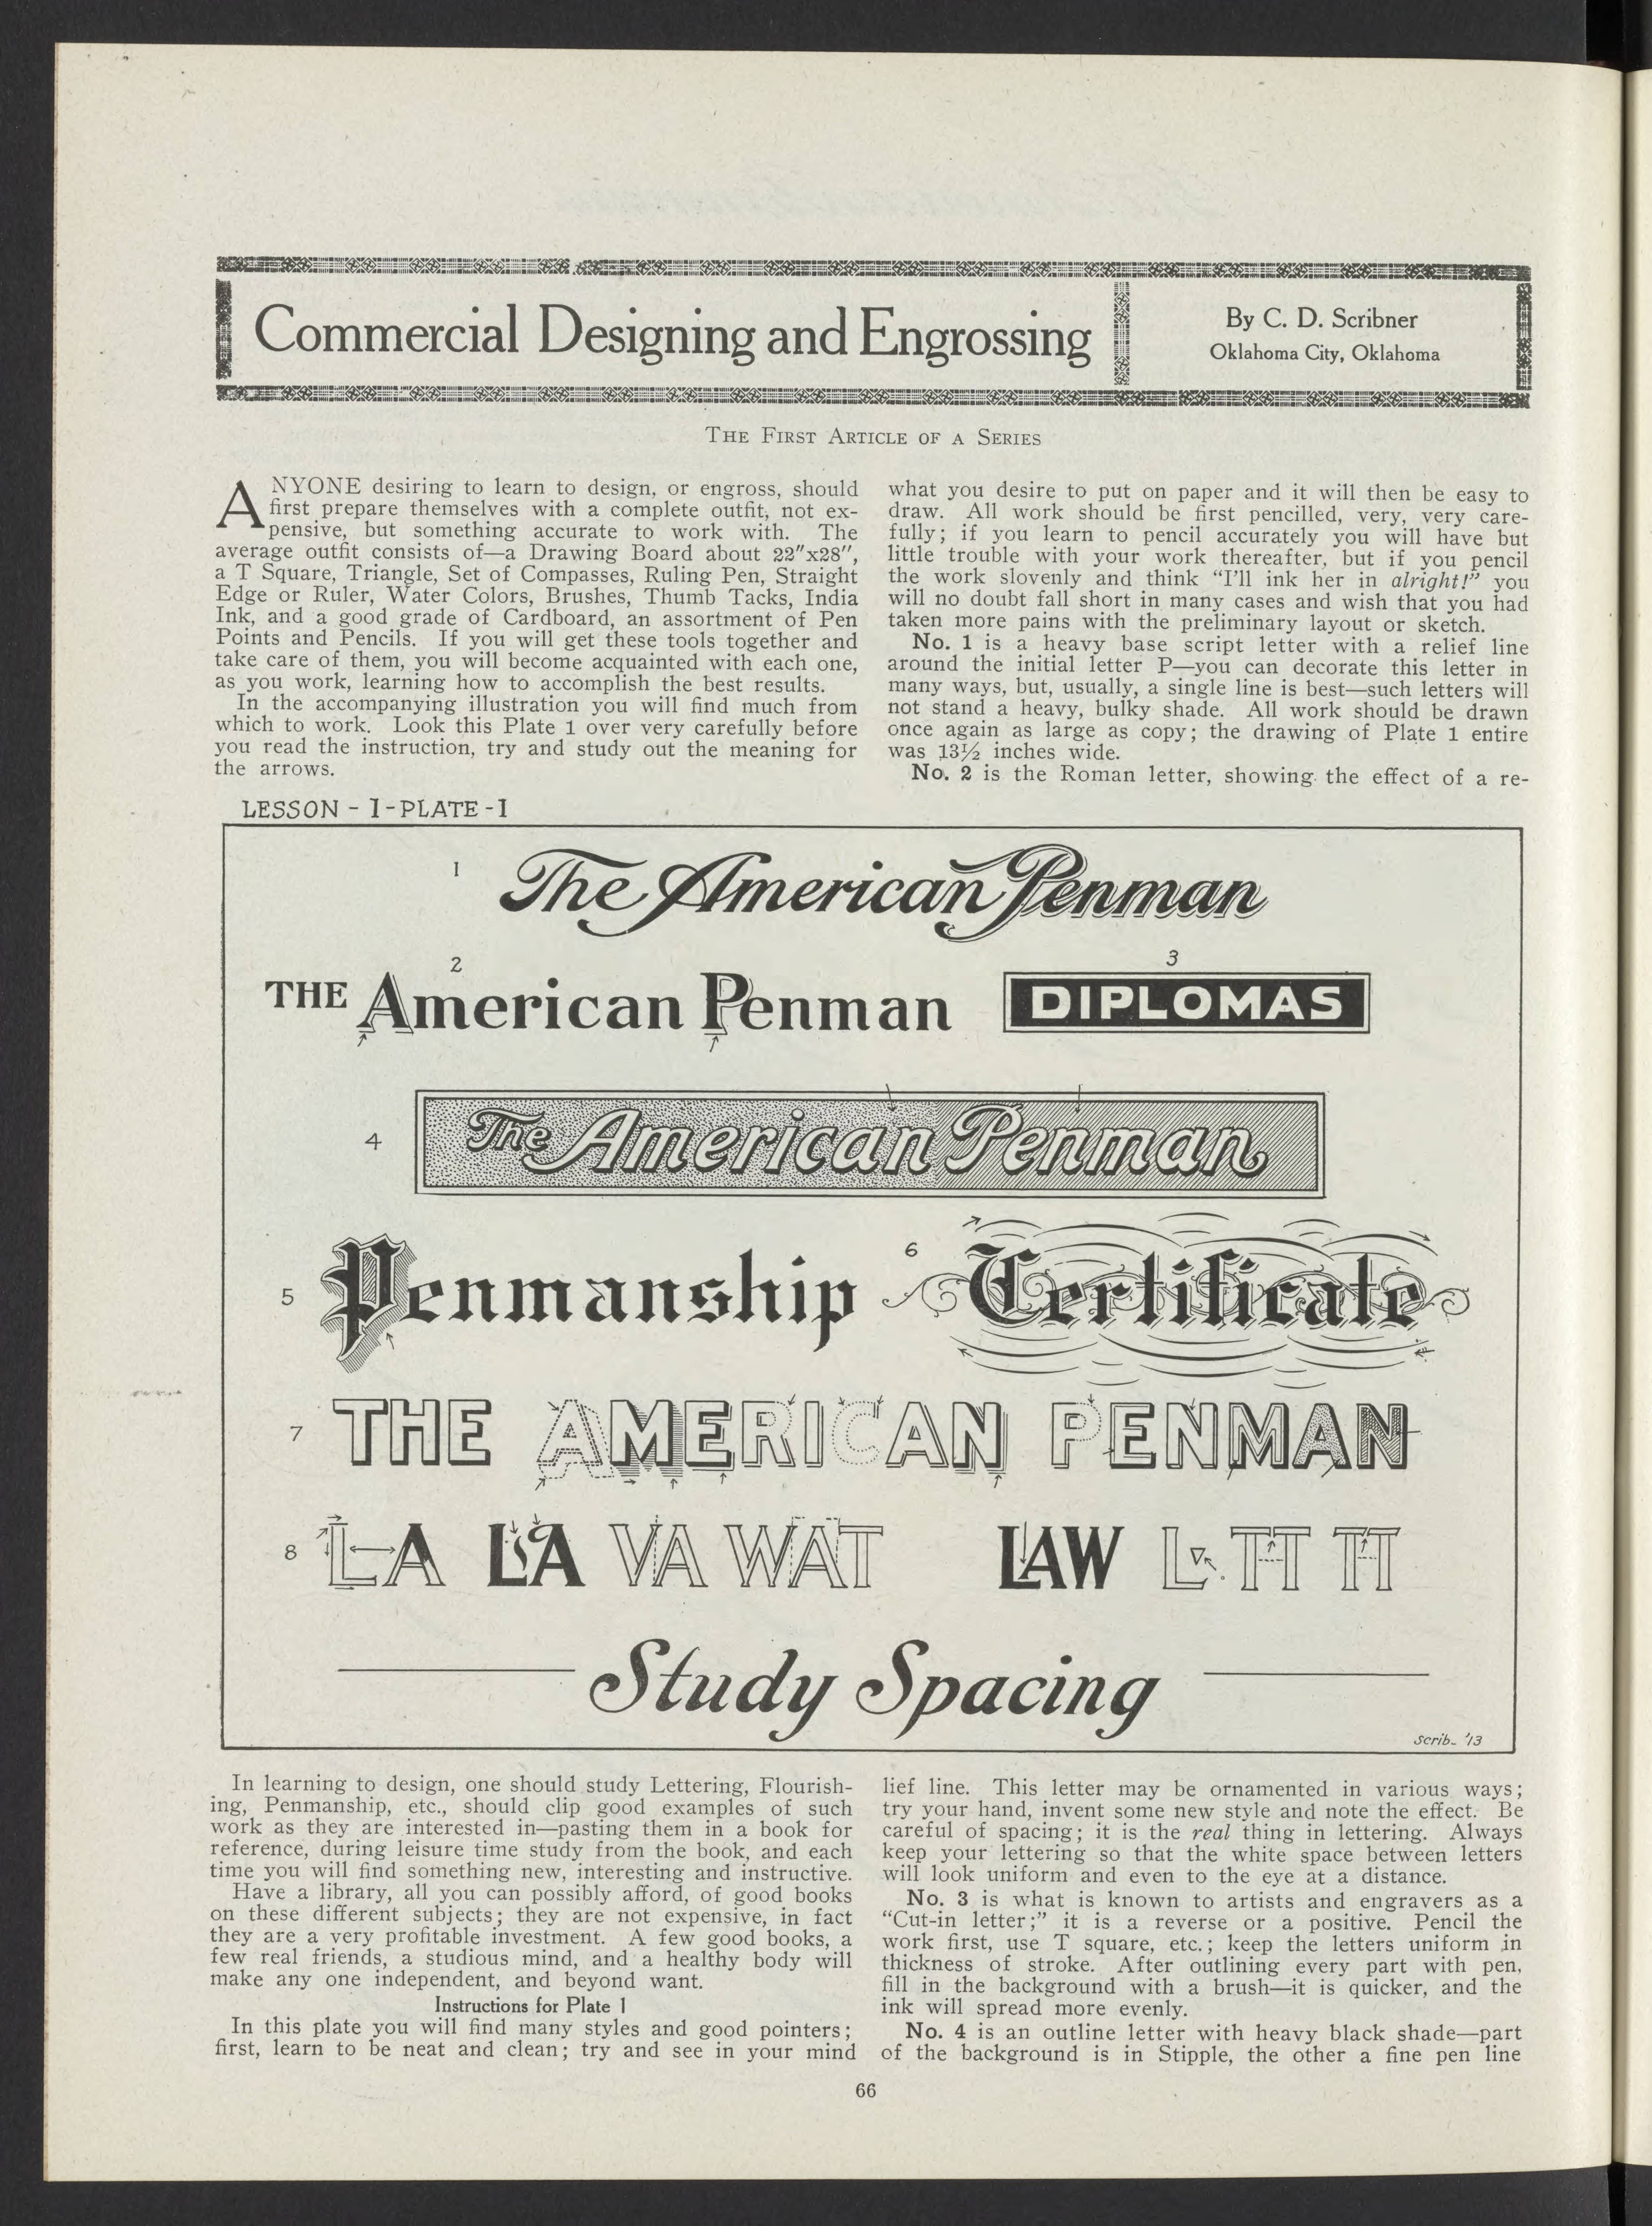 Commercial Designing and Engrossing
By C. D. Scribner
Oklahoma City, Oklahoma
The First Article of a Series
ANYONE desiring to learn to design, or engross, should
first prepare themselves with a complete outfit, not ex-
pensive, but something accurate to work with. The
average outfit consists of—a Drawing Board about 22"x28",
a T Square, Triangle, Set of Compasses, Ruling Pen, Straight
Edge or Ruler, Water Colors, Brushes, Thumb Tacks, India
Ink, and a good grade of Cardboard, an assortment of Pen
Points and Pencils. If you will get these tools together and
take care of them, you will become acquainted with each one,
as you work, learning how to accomplish the best results.
In the accompanying illustration you will find much from
which to work. Look this Plate 1 over very carefully before
you read the instruction, try and study out the meaning for
the arrows.
what you desire to put on paper and it will then be easy to
draw. All work should be first pencilled, very, very care-
fully; if you learn to pencil accurately you will have but
little trouble with your work thereafter, but if you pencil
the work slovenly and think “I'll ink her in alright!” you
will no doubt fall short in many cases and wish that you had
taken more pains with the preliminary layout or sketch.
No. 1 is a heavy base script letter with a relief line
around the initial letter P—you can decorate this letter in
many ways, but, usually, a single line is best—such letters will
not stand a heavy, bulky shade. All work should be drawn
once again as large as copy; the drawing of Plate 1 entire
was 13½ inches wide.
No. 2 is the Roman letter, showing the effect of a re-
LESSON - 1 - PLATE - 1
1 The American Penman
2 THE American Penman
3 DIPLOMAS
4 The American Penman
5 Penmanship
6 Certificate
7 THE AMERICAN PENMAN
8 LA LA VA WAT LAW L. TT TT
Study Spacing
Scrib. '13
In learning to design, one should study Lettering, Flourish-
ing, Penmanship, etc., should clip good examples of such
work as they are interested in—pasting them in a book for
reference, during leisure time study from the book, and each
time you will find something new, interesting and instructive.
Have a library, all you can possibly afford, of good books
on these different subjects; they are not expensive, in fact
they are a very profitable investment. A few good books, a
few real friends, a studious mind, and a healthy body will
make any one independent, and beyond want.
Instructions for Plate 1
In this plate you will find many styles and good pointers;
first, learn to be neat and clean; try and see in your mind
lief line. This letter may be ornamented in various ways;
try your hand, invent some new style and note the effect. Be
careful of spacing; it is the real thing in lettering. Always
keep your lettering so that the white space between letters
will look uniform and even to the eye at a distance.
No. 3 is what is known to artists and engravers as a
“Cut-in letter;” it is a reverse or a positive. Pencil the
work first, use T square, etc.; keep the letters uniform in
thickness of stroke. After outlining every part with pen,
fill in the background with a brush—it is quicker, and the
ink will spread more evenly.
No. 4 is an outline letter with heavy black shade—part
of the background is in Stipple, the other a fine pen line
66